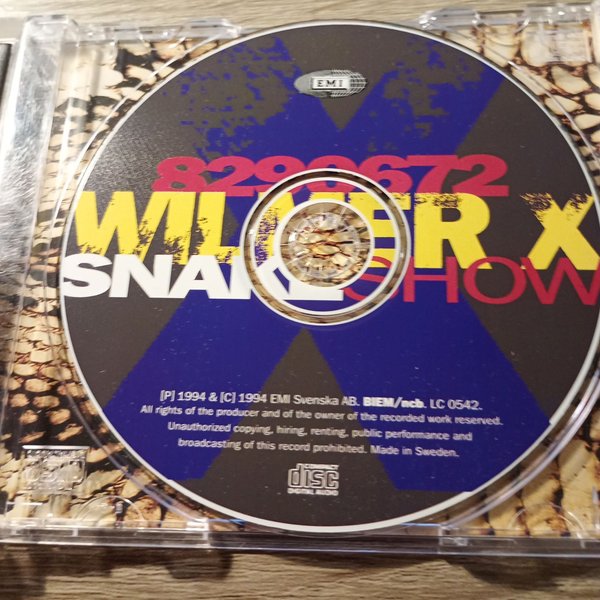 EMI
8290672
WILMER X
SNAKESHOW
[P] 1994 & [C] 1994 EMI Svenska AB. BIEM/ncb. LC 0542.
All rights of the producer and of the owner of the recorded work reserved.
Unauthorized copying, hiring, renting, public performance and
broadcasting of this record prohibited. Made in Sweden.
COMPACT
disc
DIGITAL AUDIO